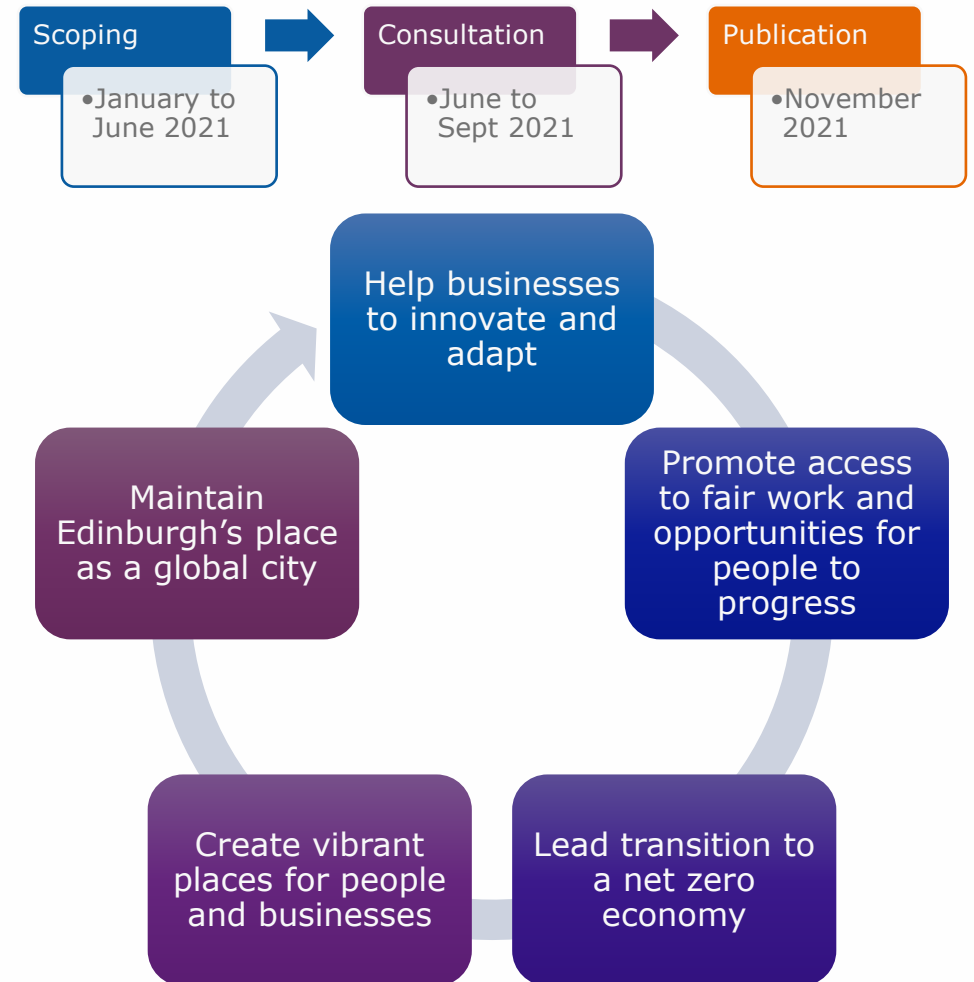 Scoping
•January to
June 2021
Consultation
•June to
Sept 2021
Publication
•November
2021
Help businesses
to innovate and
adapt
Promote access
to fair work and
opportunities for
people to
progress
Lead transition to
a net zero
economy
Create vibrant
places for people
and businesses
Maintain
Edinburgh’s place
as a global city